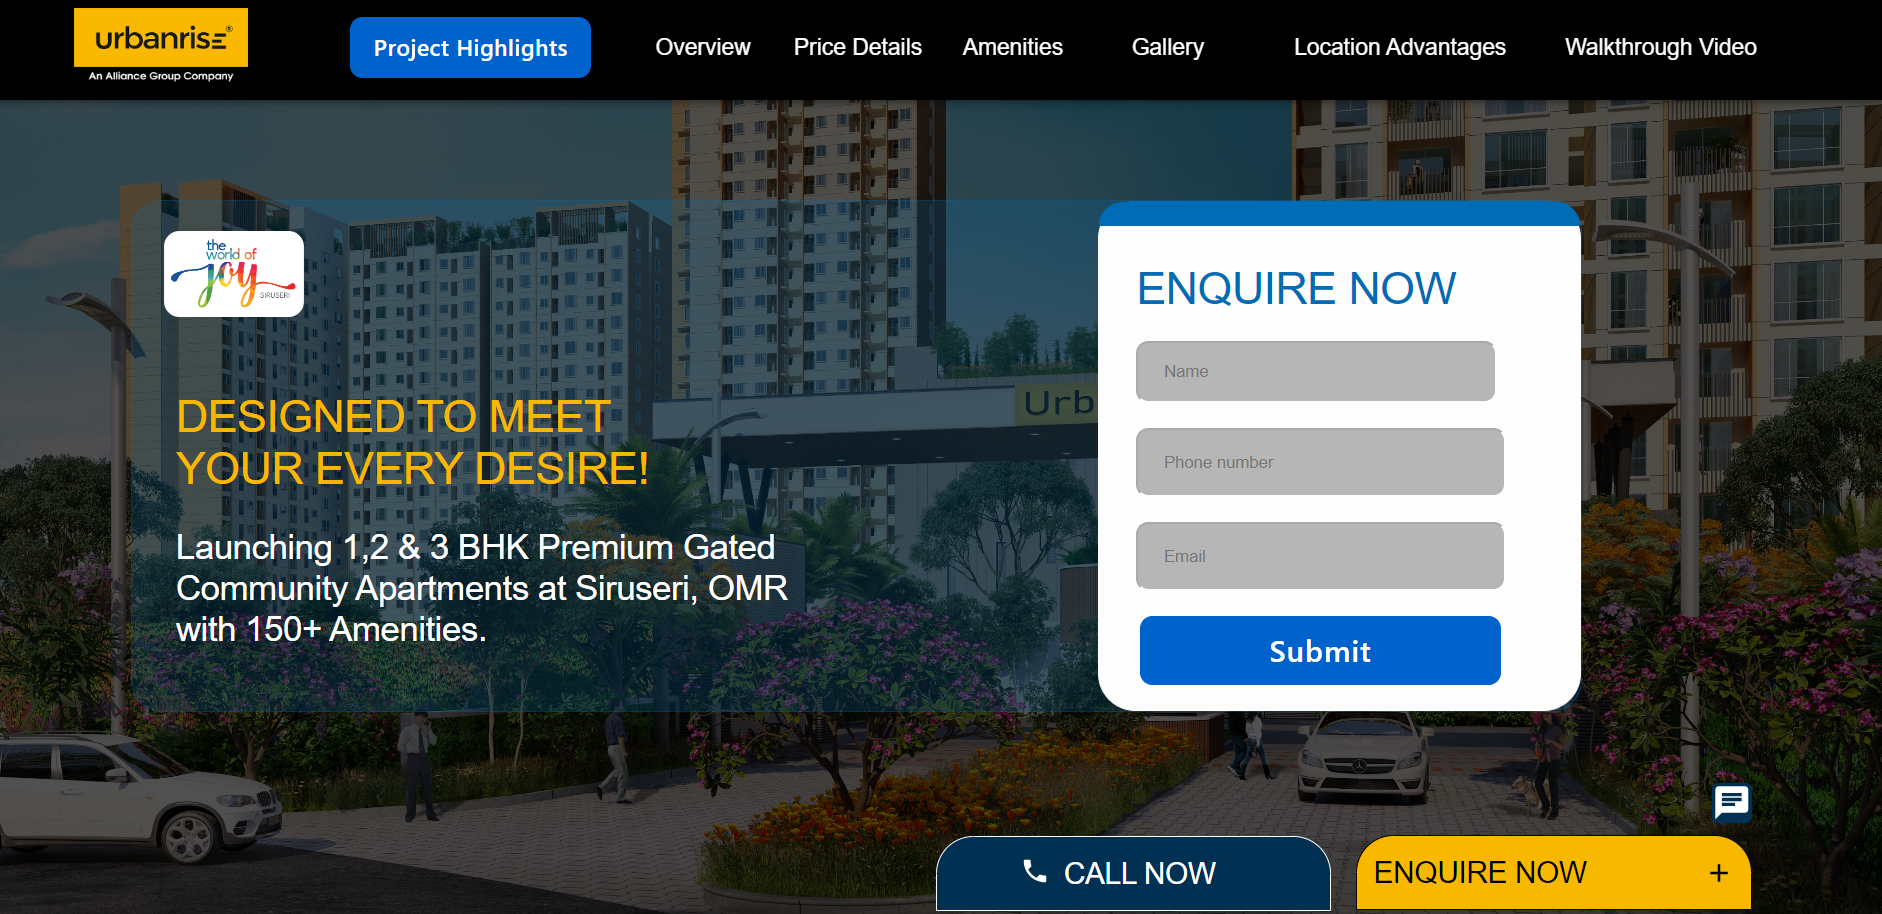 urbanrise®
An Alliance Group Company
Project Highlights
Overview
Price Details
Amenities
Gallery
Location Advantages
Walkthrough Video
the
world of
joy
SIRUSERI
DESIGNED TO MEET
YOUR EVERY DESIRE!
Launching 1,2 & 3 BHK Premium Gated
Community Apartments at Siruseri, OMR
with 150+ Amenities.
Urb
ENQUIRE NOW
Name
Phone number
Email
Submit
CALL NOW
ENQUIRE NOW +